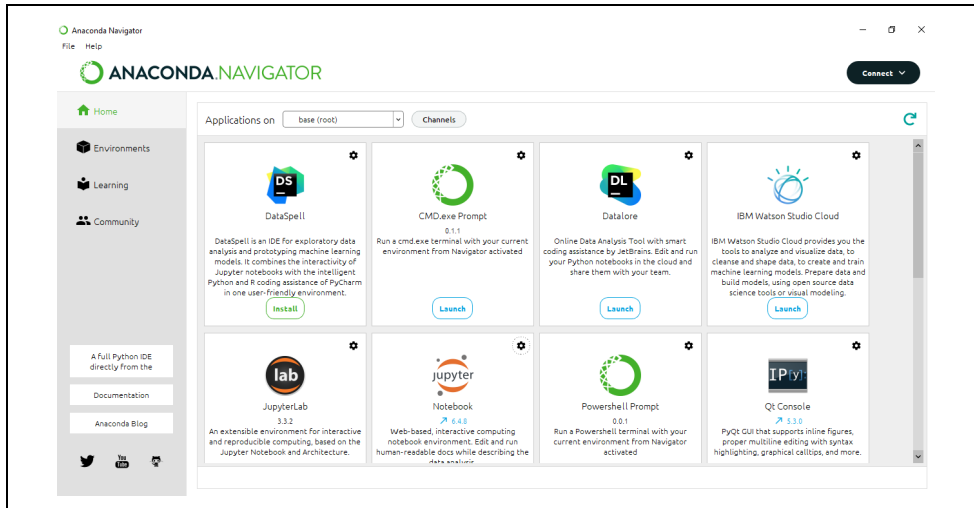 Anaconda Navigator
File Help
ANACONDA.NAVIGATOR
Connect
Home
Environments
Learning
Community
A full Python IDE
directly from the
Documentation
Anaconda Blog
You
Tube
Applications on base (root) Channels
DS
DataSpell
DataSpell is an IDE for exploratory data
analysis and prototyping machine learning
models. It combines the interactivity of
Jupyter notebooks with the intelligent
Python and R coding assistance of PyCharm
in one user-friendly environment.
Install
CMD.exe Prompt
0.1.1
Run a cmd.exe terminal with your current
environment from Navigator activated
Launch
DL
Datalore
Online Data Analysis Tool with smart
coding assistance by JetBrains. Edit and run
your Python notebooks in the cloud and
share them with your team.
Launch
IBM Watson Studio Cloud
IBM Watson Studio Cloud provides you the
tools to analyze and visualize data, to
cleanse and shape data, to create and train
machine learning models. Prepare data and
build models, using open source data
science tools or visual modeling.
Launch
lab
JupyterLab
3.3.2
An extensible environment for interactive
and reproducible computing, based on the
Jupyter Notebook and Architecture.
jupyter
Notebook
6.4.8
Web-based, interactive computing
notebook environment. Edit and run
human-readable docs while describing the
data analysis
Powershell Prompt
0.0.1
Run a Powershell terminal with your
current environment from Navigator
activated
IP[y]:
Qt Console
5.3.0
PyQt GUI that supports inline figures,
proper multiline editing with syntax
highlighting, graphical calltips, and more.